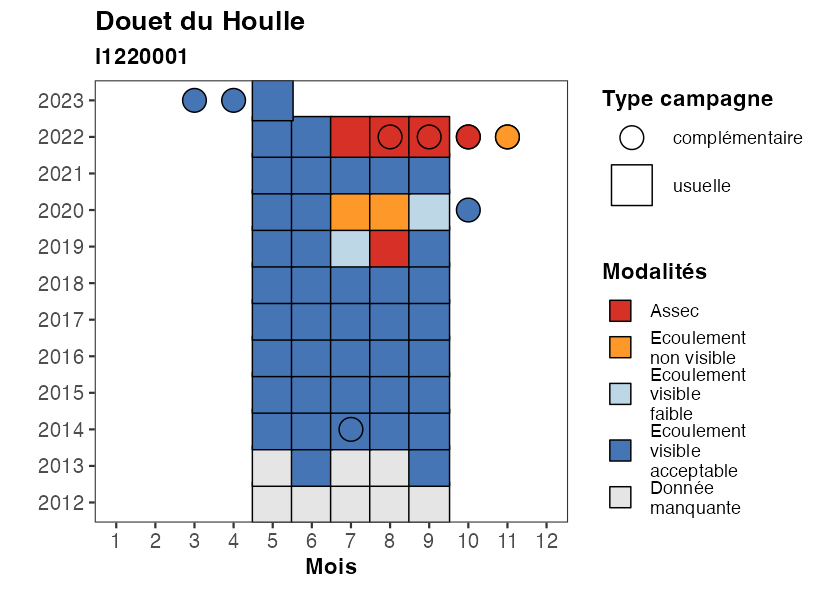 Douet du Houlle
I1220001
2023
2022
2021
2020
2019
2018
2017
2016
2015
2014
2013
2012
1 2 3 4 5 6 7 8 9 10 11 12
Mois
Type campagne
complémentaire
usuelle
Modalités
Assec
Ecoulement
non visible
Ecoulement
visible
faible
Ecoulement
visible
acceptable
Donnée
manquante